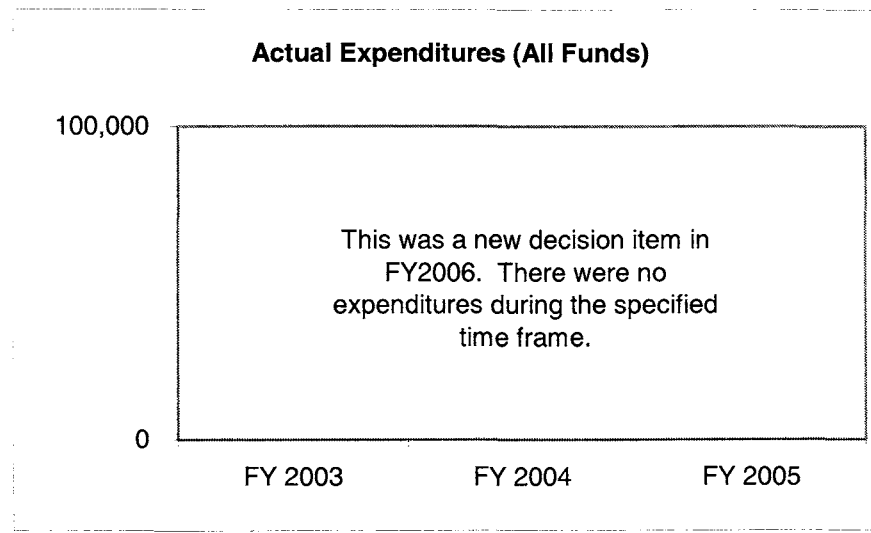 Actual Expenditures (All Funds)
100,000
This was a new decision item in
FY2006. There were no
expenditures during the specified
time frame.
0
FY 2003 FY 2004 FY 2005